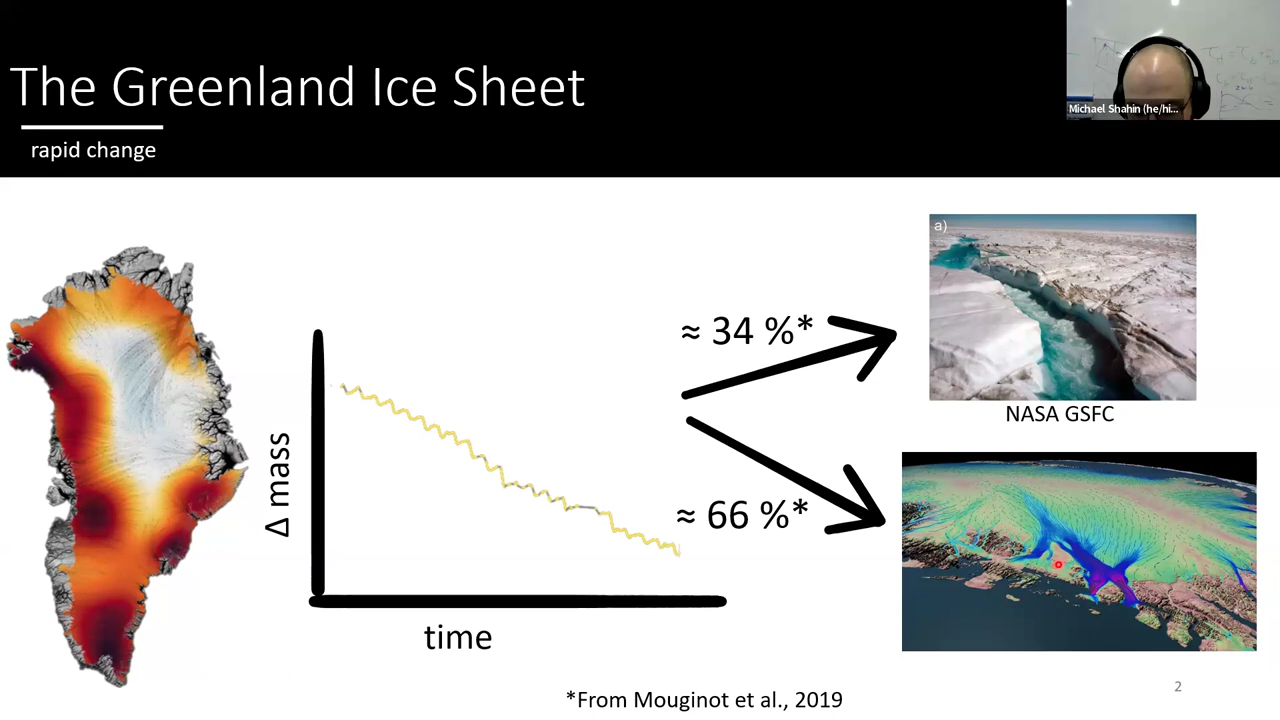 The Greenland Ice Sheet
rapid change
Michael Shahin (he/hi...
a)
≈ 34 %*
NASA GSFC
Δ mass
≈ 66 %*
time
*From Mouginot et al., 2019
2